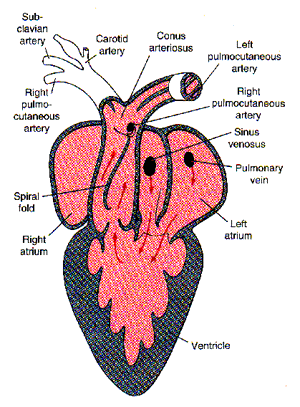 Sub-
clavian
artery
Carotid
artery
Conus
arteriosus
Left
pulmocutaneous
artery
Right
pulmo-
cutaneous
artery
Right
pulmocutaneous
artery
Sinus
venosus
Pulmonary
vein
Spiral
fold
Right
atrium
Left
atrium
Ventricle